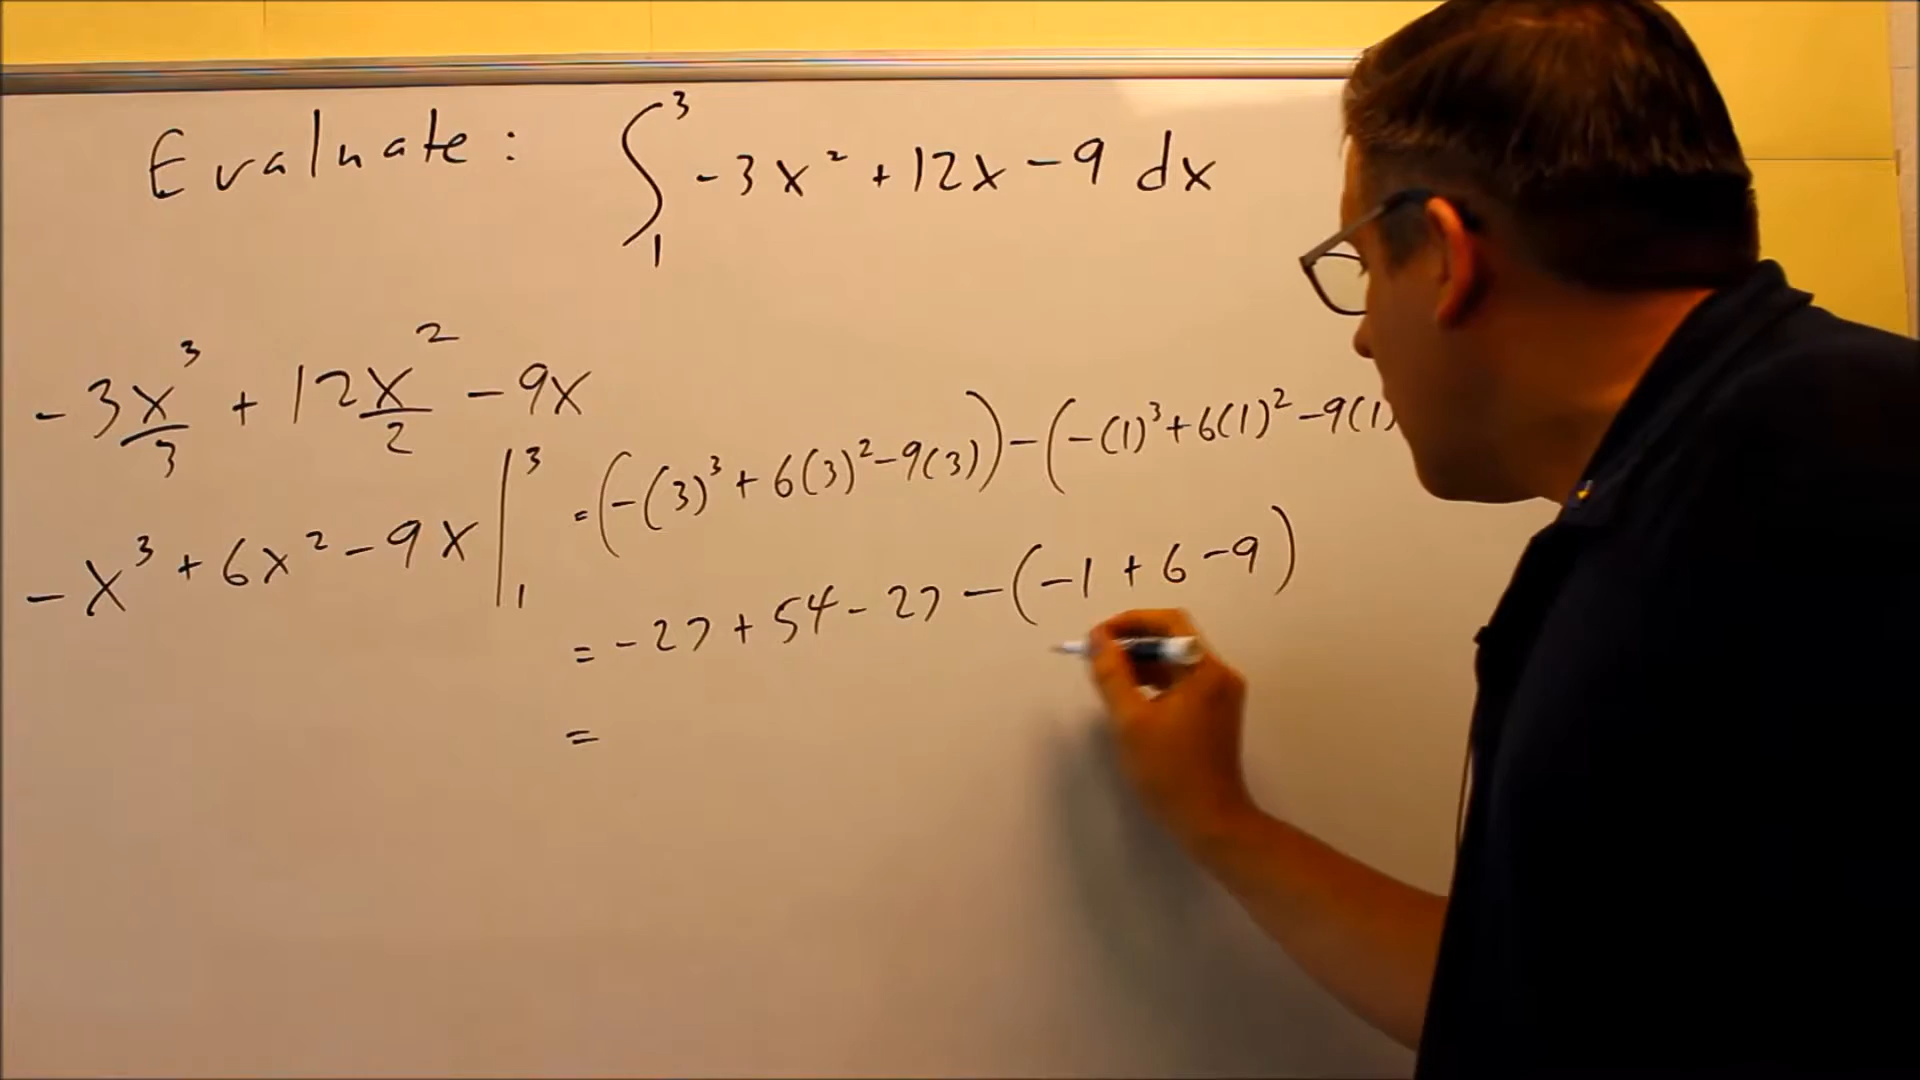 Evaluate: ∫₁³ -3x² + 12x - 9 dx
-3x³/3 + 12x²/2 - 9x
-x³ + 6x² - 9x |₁³ = (-(3)³ + 6(3)² - 9(3)) - (-(1)³ + 6(1)² - 9(1)
= -27 + 54 - 27 - (-1 + 6 - 9)
=